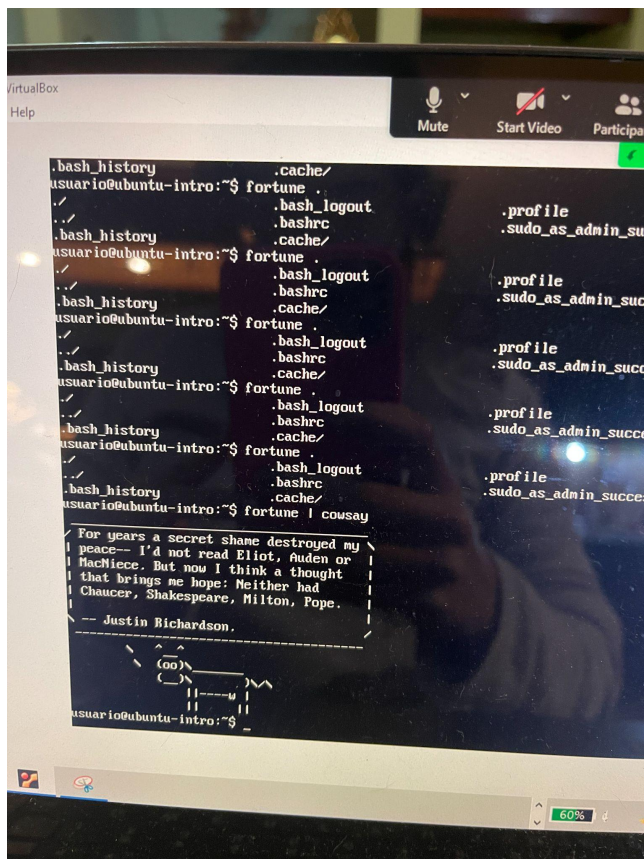 VirtualBox
Help
Mute
Start Video
.bash_history .cache/
usuario@ubuntu-intro:~$ fortune .
./ .bash_logout .profile
../ .bashrc
.bash_history .cache/
usuario@ubuntu-intro:~$ fortune .
./ .bash_logout .profile
../ .bashrc
.bash_history .cache/
usuario@ubuntu-intro:~$ fortune .
./ .bash_logout .profile
../ .bashrc
.bash_history .cache/
usuario@ubuntu-intro:~$ fortune .
./ .bash_logout .profile
../ .bashrc
.bash_history .cache/
usuario@ubuntu-intro:~$ fortune .
./ .bash_logout .profile
../ .bashrc
.bash_history .cache/
usuario@ubuntu-intro:~$ fortune | cowsay
For years a secret shame destroyed my
peace-- I'd not read Eliot, Auden or
MacNiece. But now I think a thought
that brings me hope: Neither had
Chaucer, Shakespeare, Milton, Pope.
-- Justin Richardson.
(oo)
(__)
||----w |
|| ||
usuario@ubuntu-intro:~$ _
60%